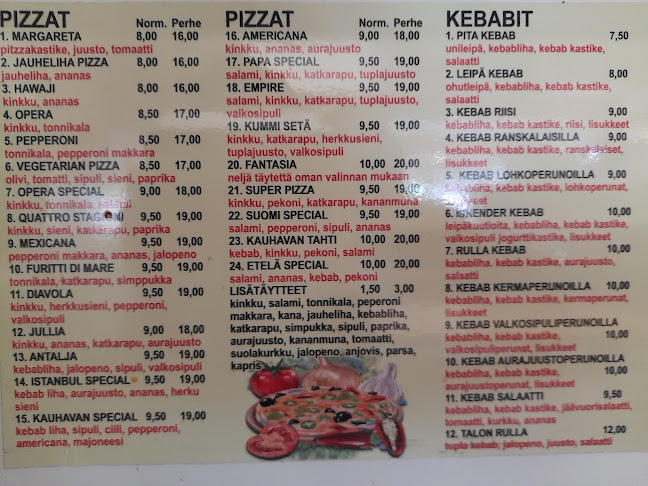 PIZZAT
Norm. Perhe
1. MARGARETA 8,00 16,00
pitzzakastike, juusto, tomaatti
2. JAUHELIHA PIZZA 8,00 16,00
jauheliha, ananas
3. HAWAJI 8,00 16,00
kinkku, ananas
4. OPERA 8,50 17,00
kinkku, tonnikala
5. PEPPERONI 8,50 17,00
tonnikala, pepperoni makkara
6. VEGETARIAN PIZZA 8,50 17,00
olivi, tomatti, sipuli, sieni, paprika
7. OPERA SPECIAL 9,00 18,00
kinkku, tonnikala, salami
8. QUATTRO STAGIONI 9,50 19,00
kinkku, sieni, katkarapu, paprika
9. MEXICANA 9,50 19,00
pepperoni makkara, ananas, jalopeno
10. FURITTI DI MARE 9,50 19,00
tonnikala, katkarapu, simppukka
11. DIAVOLA 9,50 19,00
kinkku, herkkusieni, pepperoni,
valkosipuli
12. JULLIA 9,00 18,00
kinkku, ananas, katkarapu, aurajuusto
13. ANTALJA 9,50 19,00
kebabliha, jalopeno, sipuli, valkosipuli
14. ISTANBUL SPECIAL 9,50 19,00
kebab liha, aurajuusto, ananas, herku
sieni
15. KAUHAVAN SPECIAL 9,50 19,00
kebab liha, sipuli, ciili, pepperoni,
americana, majoneesi
PIZZAT
Norm. Perhe
16. AMERICANA 9,00 18,00
kinkku, ananas, aurajuusto
17. PAPA SPECIAL 9,50 19,00
salami, kinkku, katkarapu, tuplajuusto
18. EMPIRE 9,50 19,00
salami, kinkku, katkarapu, tuplajuusto,
valkosipuli
19. KUMMI SETÄ 9,50 19,00
kinkku, katkarapu, herkkusieni,
tuplajuusto, valkosipuli
20. FANTASIA 10,00 20,00
neljä täytettä oman valinnan mukaan
21. SUPER PIZZA 9,50 19,00
kinkku, pekoni, katkarapu, kananmuna
22. SUOMI SPECIAL 9,50 19,00
salami, pepperoni, sipuli, ananas
23. KAUHAVAN TAHTI 10,00 20,00
kebab, kinkku, pekoni, salami
24. ETELÄ SPECIAL 10,00 20,00
salami, ananas, kebab, pekoni
LISÄTÄYTTEET 1,50 3,00
kinkku, salami, tonnikala, peperoni
makkara, kana, jauheliha, kebabliha,
katkarapu, simpukka, sipuli, paprika,
aurajuusto, kananmuna, tomaatti,
suolakurkku, jalopeno, anjovis, parsa,
kapris
KEBABIT
1. PITA KEBAB 7,50
unileipä, kebabliha, kebab kastike,
salaatti
2. LEIPÄ KEBAB 8,00
ohutleipä, kebabliha, kebab kastike,
salaatti
3. KEBAB RIISI 9,00
kebabliha, kebab kastike, riisi, lisukkeet
4. KEBAB RANSKALAISILLA 9,00
kebabliha, kebab kastike, ranskalaiset,
lisukkeet
5. KEBAB LOHKOPERUNOILLA 9,00
kebabliha, kebab kastike, lohkoperunat,
lisukkeet
6. ISKENDER KEBAB 10,00
leipäkuutioita, kebabliha, kebab kastike,
valkosipuli jogurttikastike, lisukkeet
7. RULLA KEBAB 10,00
kebabliha, kebab kastike, aurajuusto,
salaatti
8. KEBAB KERMAPERUNOILLA 10,00
kebabliha, kebab kastike, kermaperunat,
lisukkeet
9. KEBAB VALKOSIPULIPERUNOILLA
kebabliha, kebab kastike, 10,00
valkosipuliperunat, lisukkeet
10. KEBAB AURAJUUSTOPERUNOILLA
kebabliha, kebab kastike, 10,00
aurajuustoperunat, lisukkeet
11. KEBAB SALAATTI 9,50
kebabliha, kebab kastike, jäävuorisalaatti,
tomaatti, kurkku, ananas
12. TALON RULLA 12,00
tupla kebab, jalopeno, juusto, salaatti